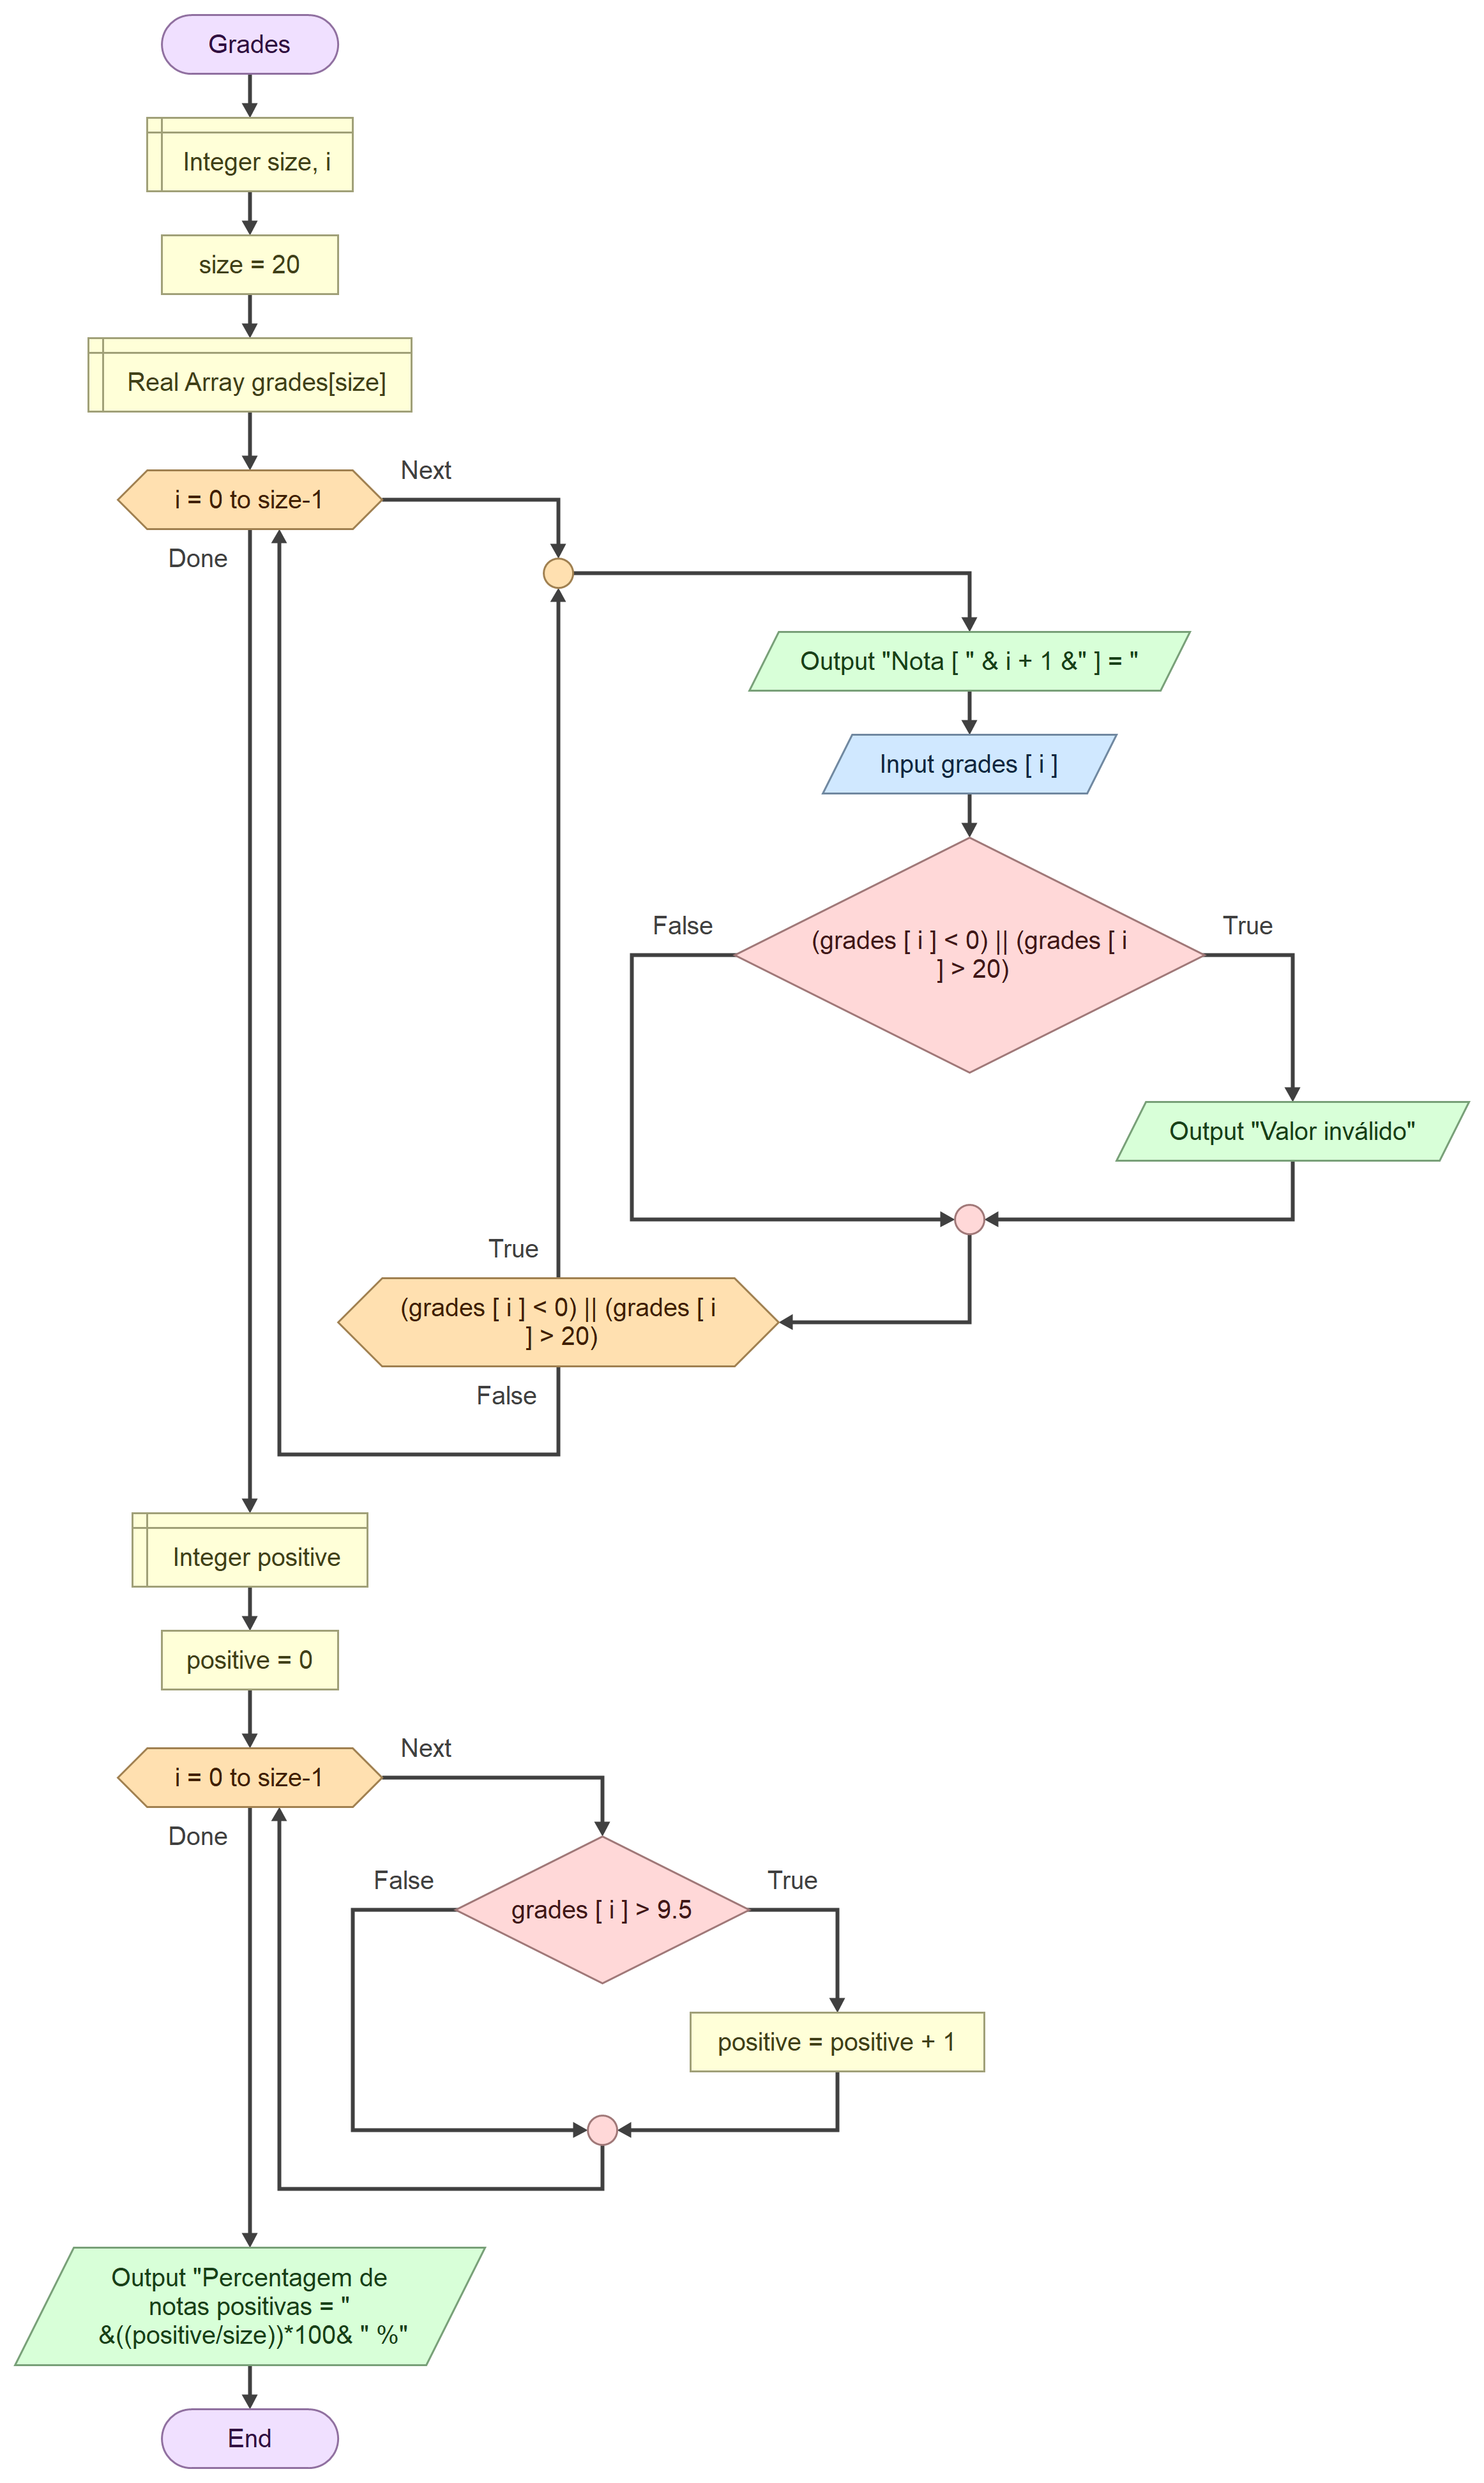 Grades
Integer size, i
size = 20
Real Array grades[size]
i = 0 to size-1
Next
Done
Output "Nota [ " & i + 1 &" ] = "
Input grades [ i ]
(grades [ i ] < 0) || (grades [ i
] > 20)
False
True
Output "Valor inválido"
True
(grades [ i ] < 0) || (grades [ i
] > 20)
False
Integer positive
positive = 0
i = 0 to size-1
Next
Done
grades [ i ] > 9.5
False
True
positive = positive + 1
Output "Percentagem de
notas positivas = "
&((positive/size))*100& " %"
End